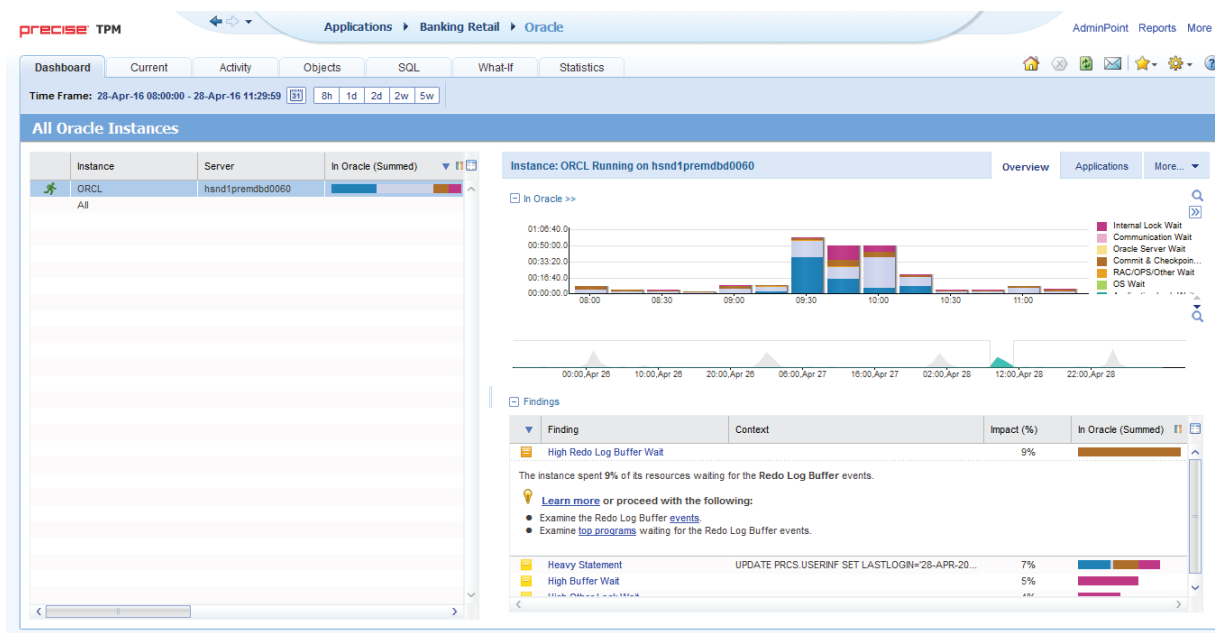 precise TPM
Applications Banking Retail Oracle
AdminPoint Reports More
Dashboard Current Activity Objects SQL What-If Statistics
Time Frame: 28-Apr-16 08:00:00 - 28-Apr-16 11:29:59 31 8h 1d 2d 2w 5w
All Oracle Instances
Instance Server In Oracle (Summed)
ORCL hsnd1premdbd0060
All
Instance: ORCL Running on hsnd1premdbd0060
Overview Applications More...
In Oracle >>
01:06:40.0
00:50:00.0
00:33:20.0
00:16:40.0
00:00:00.0
08:00 08:30 09:00 09:30 10:00 10:30 11:00
Internal Lock Wait
Communication Wait
Oracle Server Wait
Commit & Checkpoin...
RAC/OPS/Other Wait
OS Wait
00:00,Apr 26 10:00,Apr 26 20:00,Apr 26 06:00,Apr 27 16:00,Apr 27 02:00,Apr 28 12:00,Apr 28 22:00,Apr 28
Findings
Finding Context Impact (%) In Oracle (Summed)
High Redo Log Buffer Wait 9%
The instance spent 9% of its resources waiting for the Redo Log Buffer events.
Learn more or proceed with the following:
Examine the Redo Log Buffer events.
Examine top programs waiting for the Redo Log Buffer events.
Heavy Statement UPDATE PRCS.USERINF SET LASTLOGIN='28-APR-20... 7%
High Buffer Wait 5%
High Other Lock Wait 4%